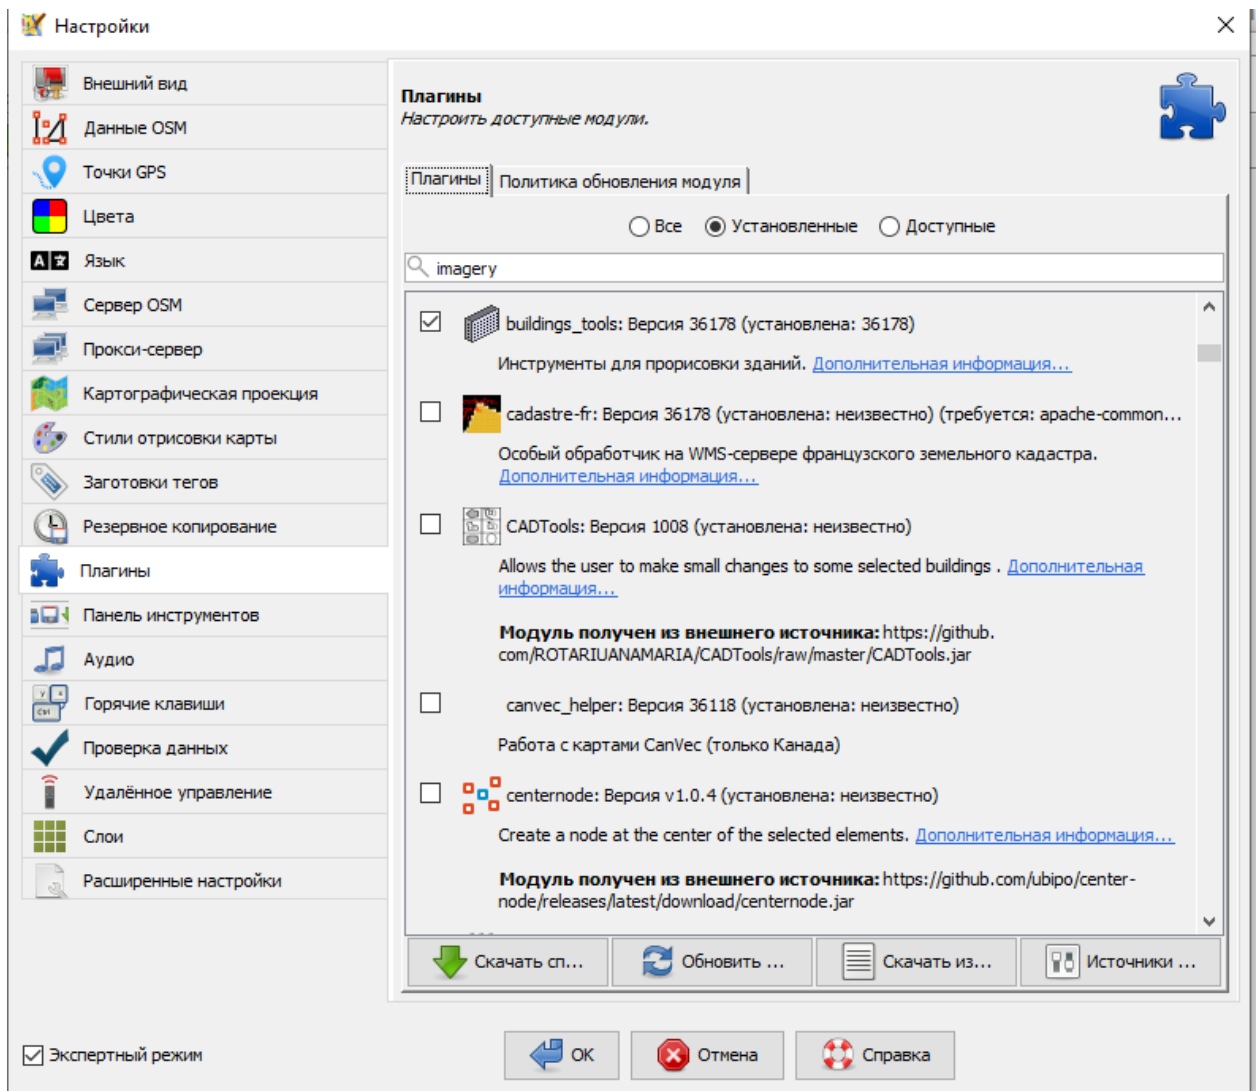 Настройки
Внешний вид
Данные OSM
Точки GPS
Цвета
Язык
Сервер OSM
Прокси-сервер
Картографическая проекция
Стили отрисовки карты
Заготовки тегов
Резервное копирование
Плагины
Панель инструментов
Аудио
Горячие клавиши
Проверка данных
Удалённое управление
Слои
Расширенные настройки
Плагины
Настроить доступные модули.
Плагины Политика обновления модуля
Все Установленные Доступные
imagery
buildings_tools: Версия 36178 (установлена: 36178)
Инструменты для прорисовки зданий. Дополнительная информация...
cadastre-fr: Версия 36178 (установлена: неизвестно) (требуется: apache-common...
Особый обработчик на WMS-сервере французского земельного кадастра.
Дополнительная информация...
CADTools: Версия 1008 (установлена: неизвестно)
Allows the user to make small changes to some selected buildings . Дополнительная
информация...
Модуль получен из внешнего источника: https://github.
com/ROTARIUANAMARIA/CADTools/raw/master/CADTools.jar
canvec_helper: Версия 36118 (установлена: неизвестно)
Работа с картами CanVec (только Канада)
centernode: Версия v1.0.4 (установлена: неизвестно)
Create a node at the center of the selected elements. Дополнительная информация...
Модуль получен из внешнего источника: https://github.com/ubipo/center-
node/releases/latest/download/centernode.jar
Скачать сп... Обновить ... Скачать из... Источники ...
Экспертный режим
ОК Отмена Справка